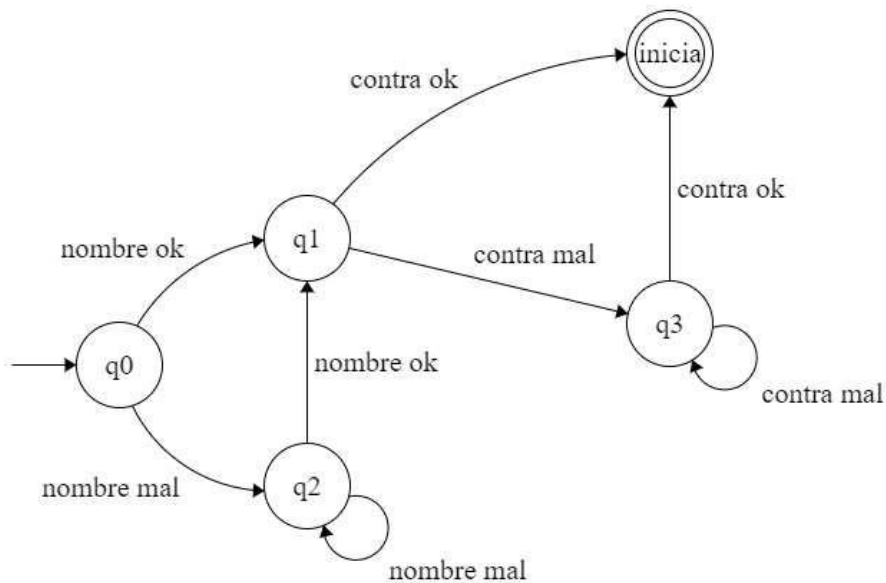 inicia
contra ok
contra ok
q1
nombre ok
contra mal
q3
nombre ok
q0
contra mal
nombre mal
q2
nombre mal